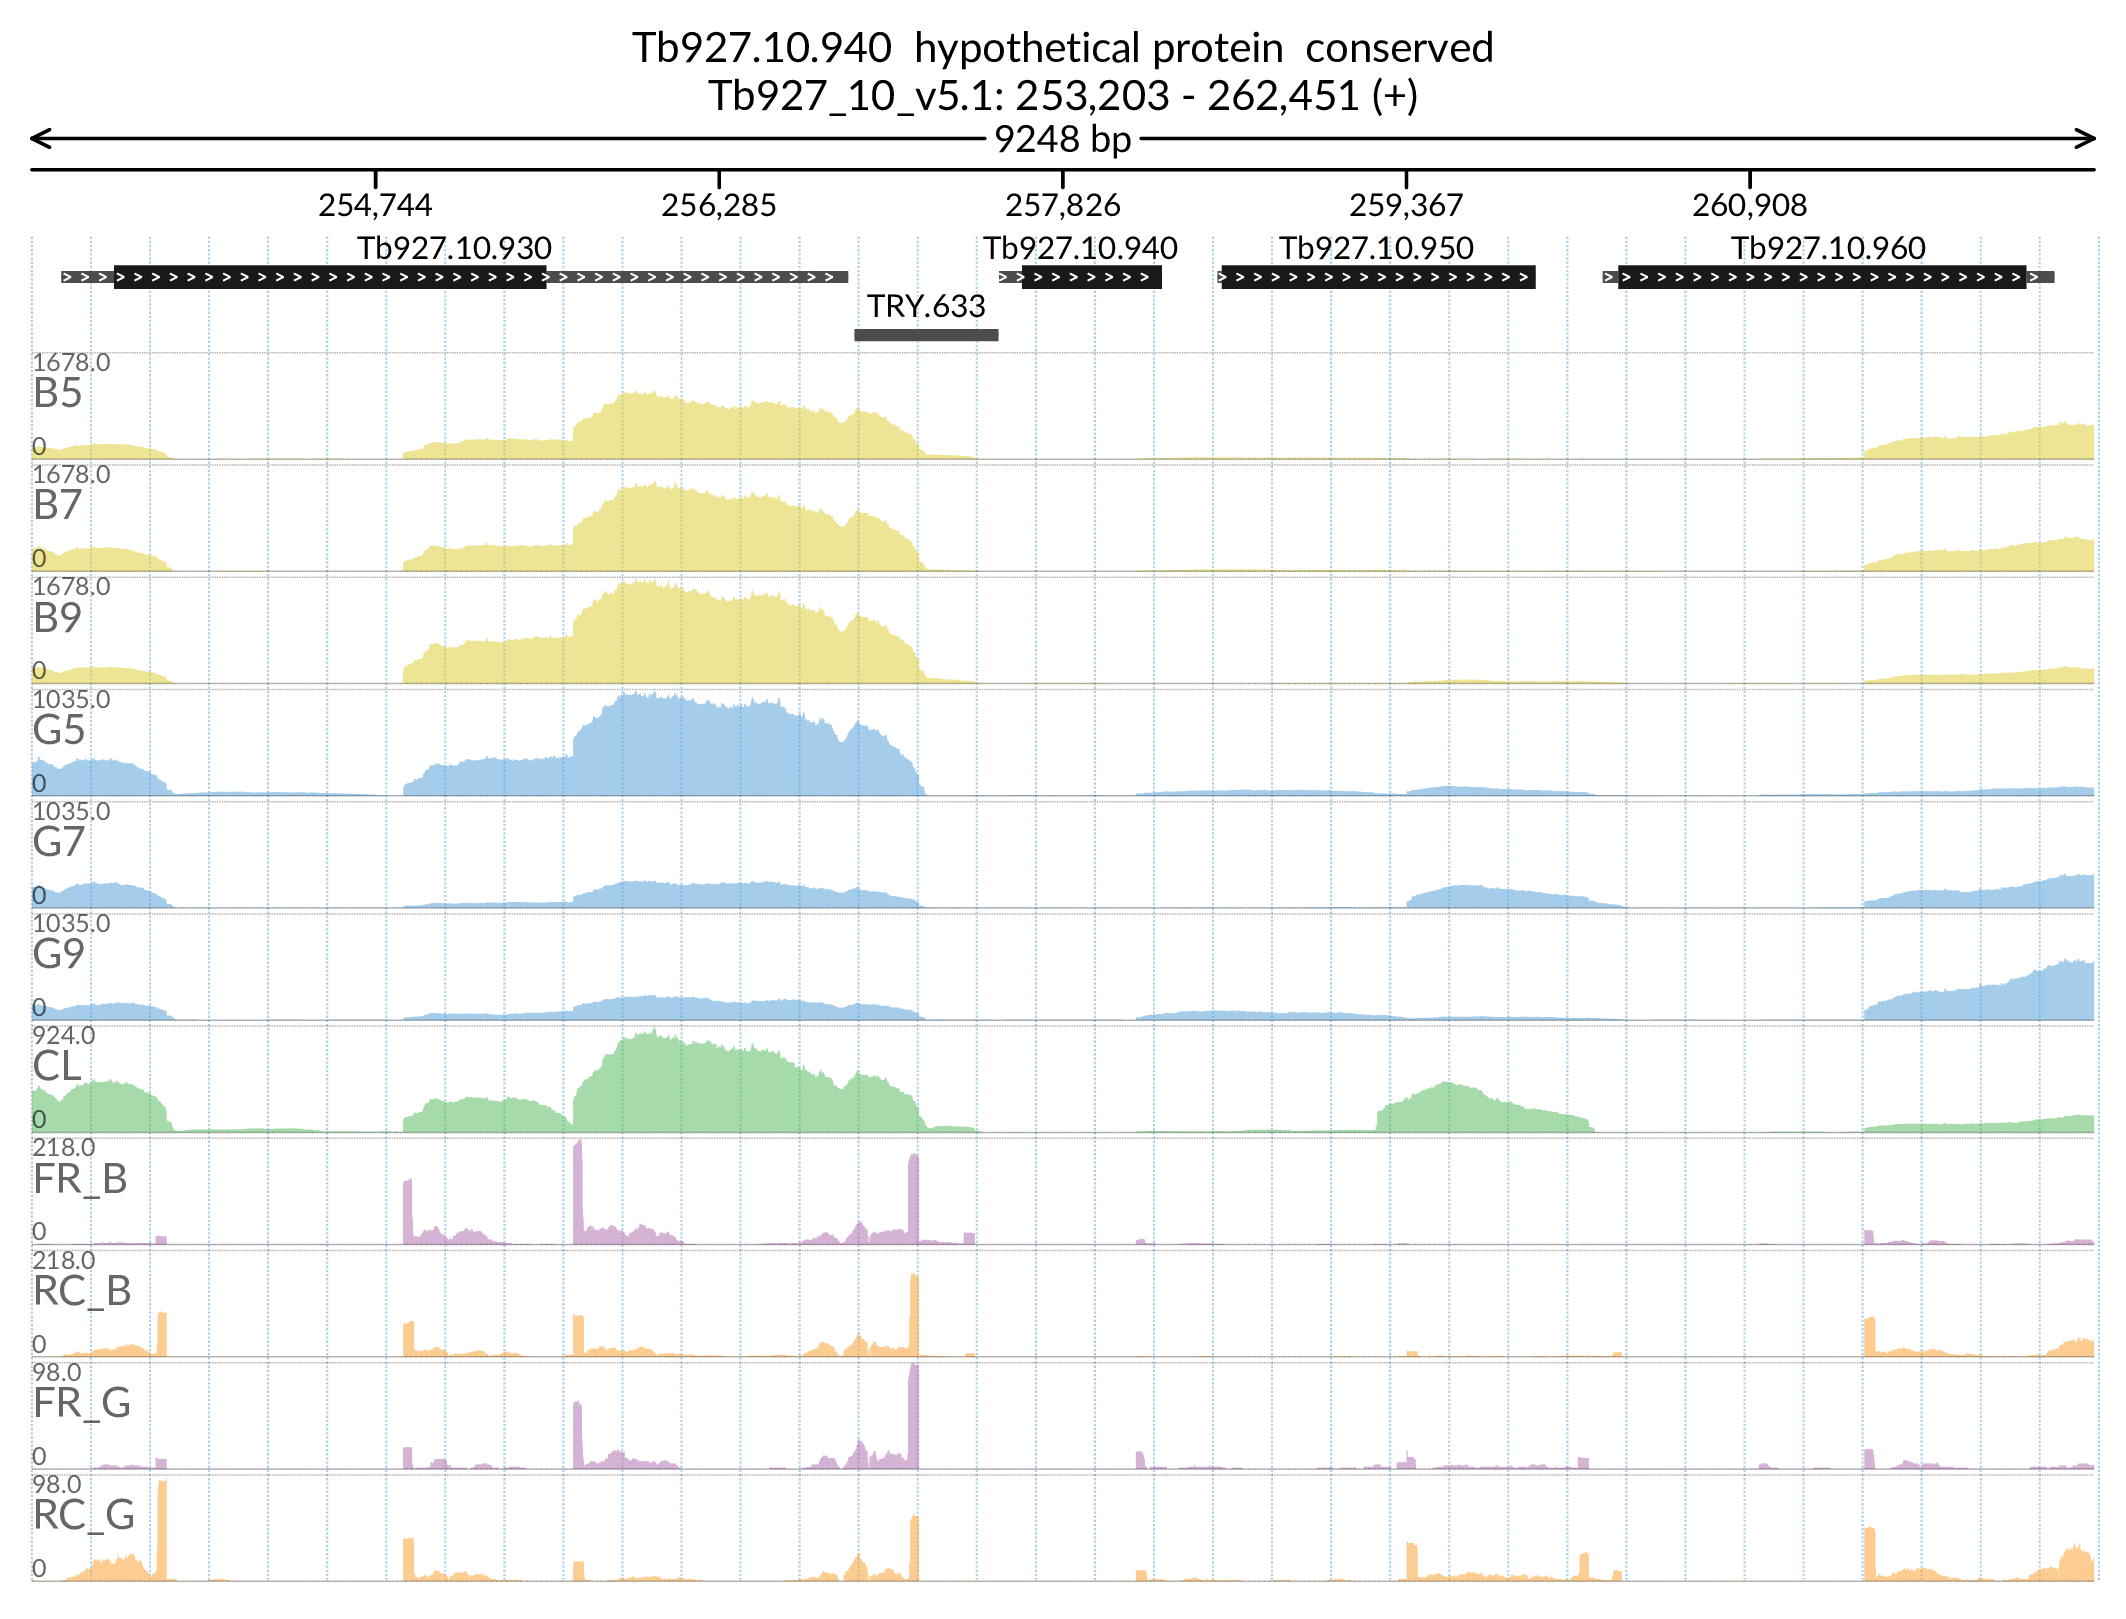 Tb927.10.940  hypothetical protein  conserved
Tb927_10_v5.1: 253,203 - 262,451 (+)
9248 bp
254,744 256,285 257,826 259,367 260,908
Tb927.10.930 Tb927.10.940 Tb927.10.950 Tb927.10.960
TRY.633
1678.0
B5
0
1678.0
B7
0
1678.0
B9
0
1035.0
G5
0
1035.0
G7
0
1035.0
G9
0
924.0
CL
0
218.0
FR_B
0
218.0
RC_B
0
98.0
FR_G
0
98.0
RC_G
0